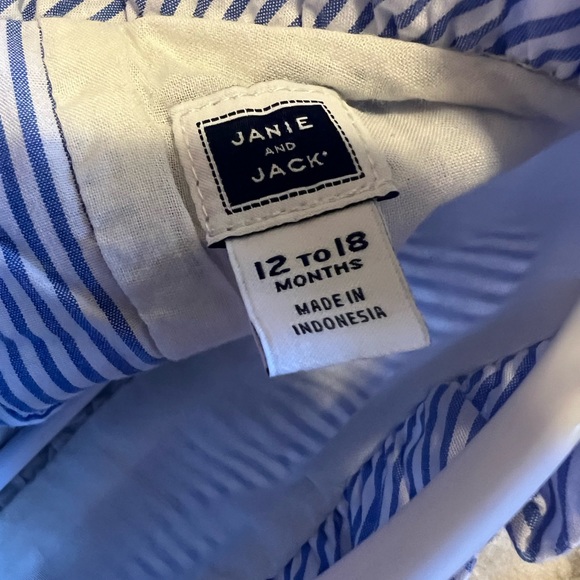 JANIE
AND
JACK
12 TO 18
MONTHS
MADE IN
INDONESIA